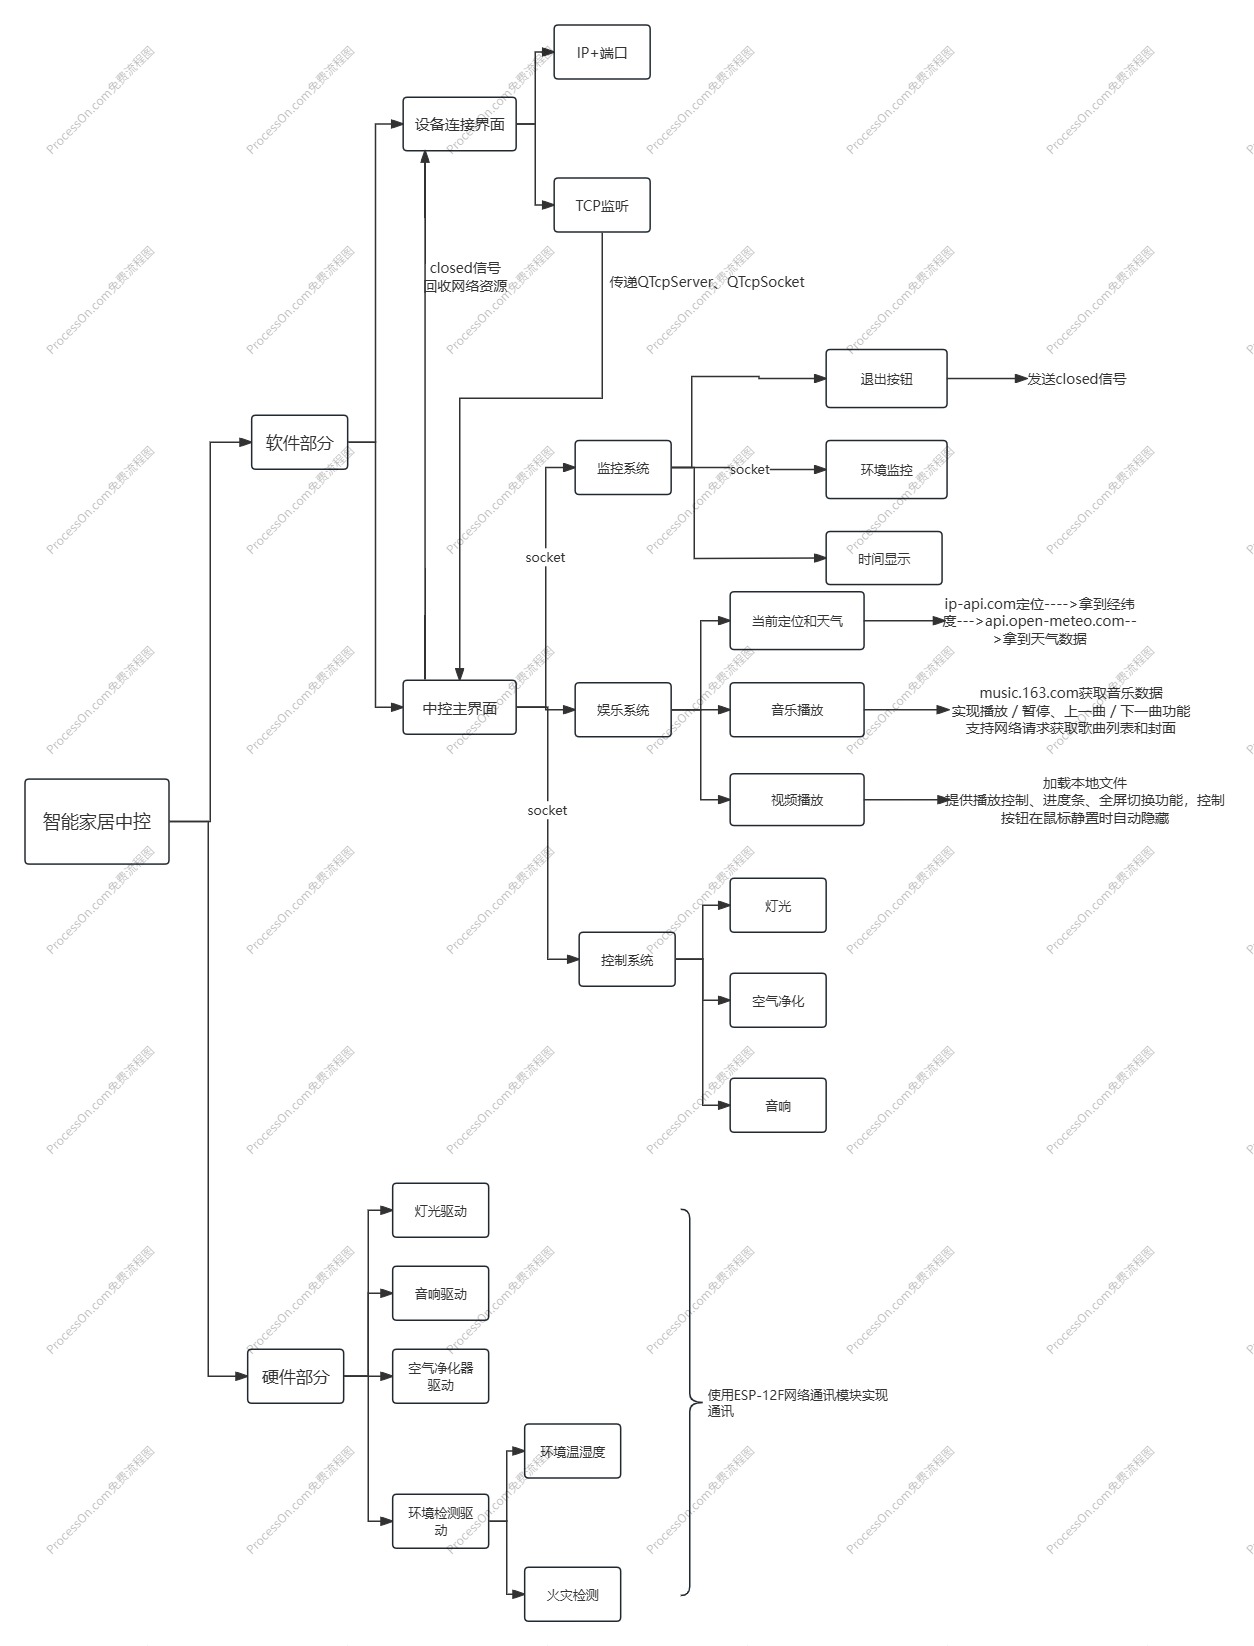 IP+端口
设备连接界面
TCP监听
closed信号
回收网络资源
传递QTcpServer、QTcpSocket
退出按钮
发送closed信号
软件部分
监控系统
socket
环境监控
socket
时间显示
当前定位和天气
ip-api.com定位---->拿到经纬
度--->api.open-meteo.com--
>拿到天气数据
中控主界面
娱乐系统
音乐播放
music.163.com获取音乐数据
实现播放 / 暂停、上一曲 / 下一曲功能
支持网络请求获取歌曲列表和封面
视频播放
加载本地文件
提供播放控制、进度条、全屏切换功能，控制
按钮在鼠标静置时自动隐藏
socket
智能家居中控
灯光
控制系统
空气净化
音响
灯光驱动
音响驱动
硬件部分
空气净化器
驱动
使用ESP-12F网络通讯模块实现
通讯
环境温湿度
环境检测驱
动
火灾检测
ProcessOn.com免费流程图